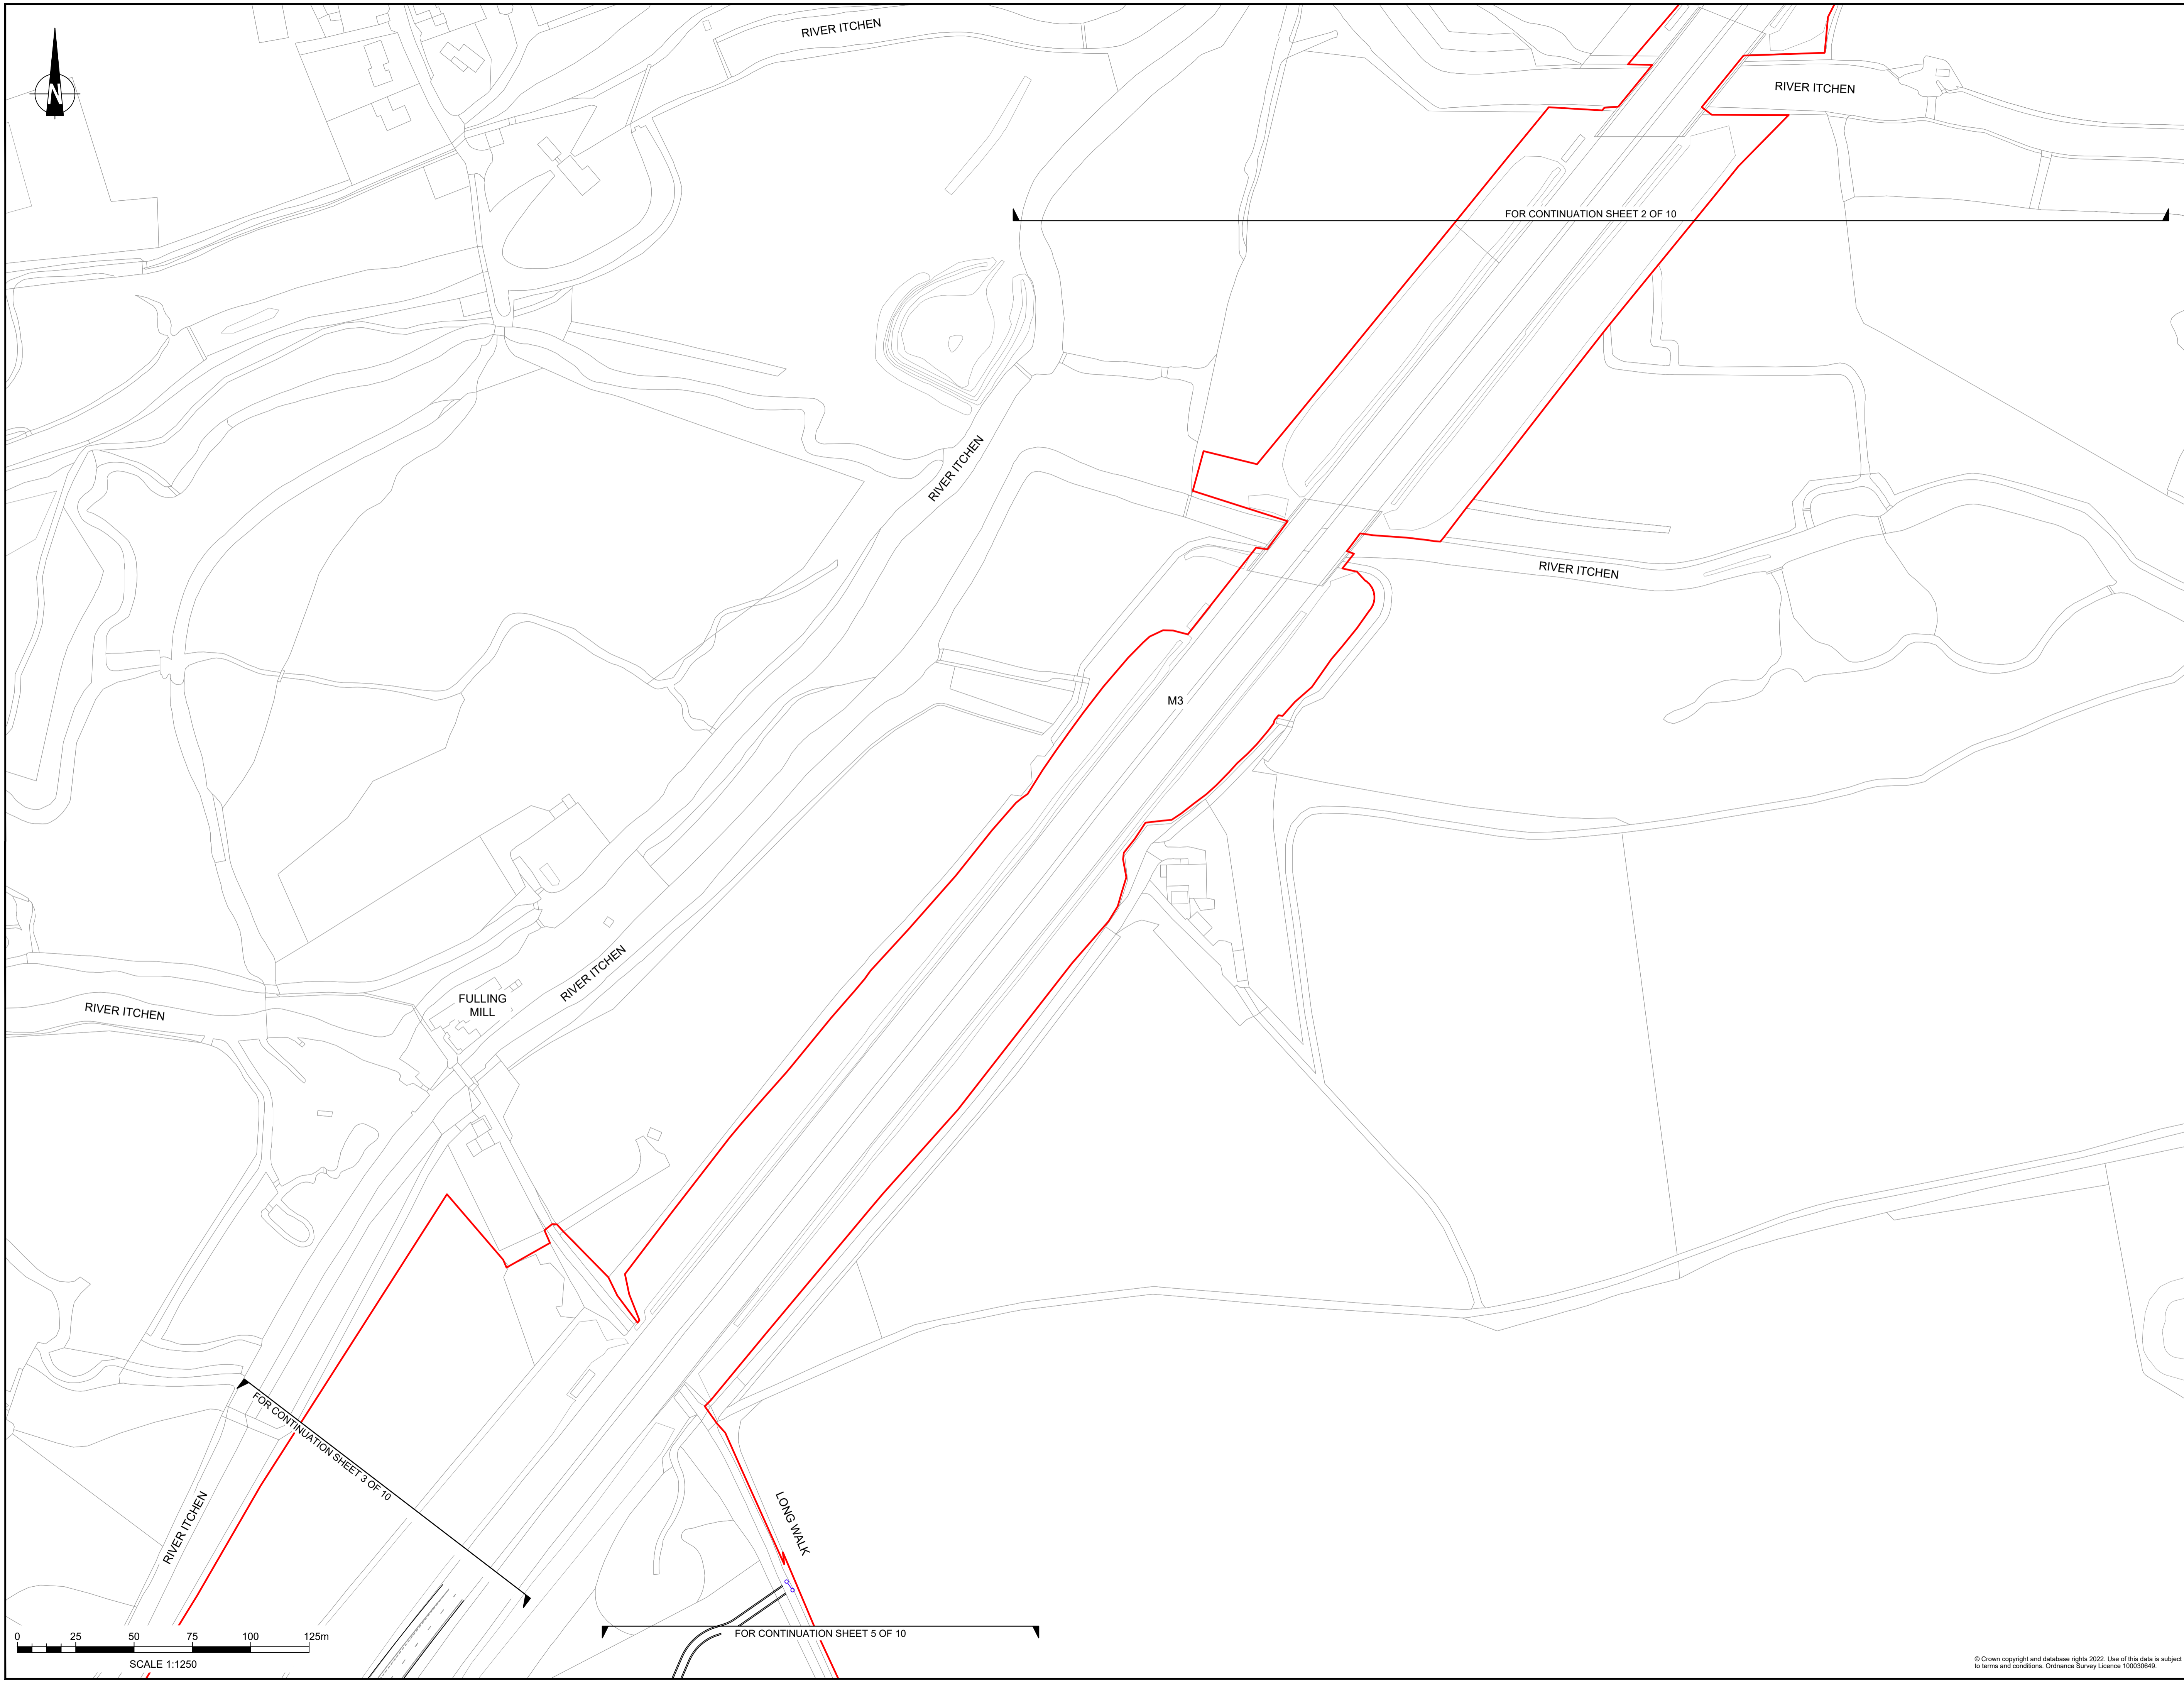 RIVER ITCHEN
N
RIVER ITCHEN
FOR CONTINUATION SHEET 2 OF 10
RIVER ITCHEN
RIVER ITCHEN
M3
RIVER ITCHEN
FULLING
MILL
RIVER ITCHEN
FOR CONTINUATION SHEET 3 OF 10
RIVER ITCHEN
LONG WALK
FOR CONTINUATION SHEET 5 OF 10
0 25 50 75 100 125m
SCALE 1:1250
© Crown copyright and database rights 2022. Use of this data is subject
to terms and conditions. Ordnance Survey Licence 100030649.